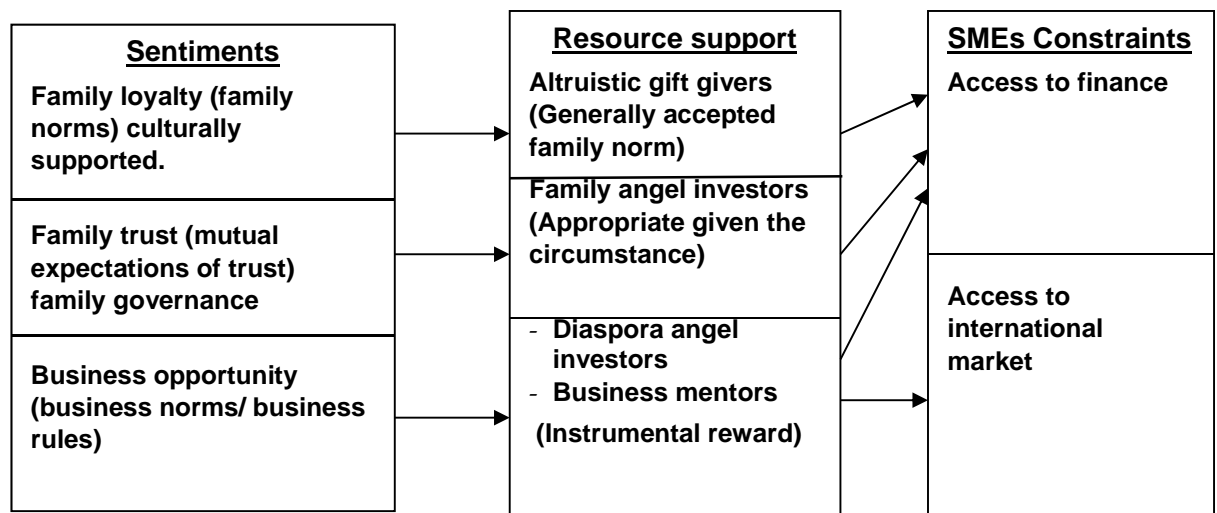 Sentiments
Family loyalty (family
norms) culturally
supported.
Family trust (mutual
expectations of trust)
family governance
Business opportunity
(business norms/ business
rules)
Resource support
Altruistic gift givers
(Generally accepted
family norm)
Family angel investors
(Appropriate given the
circumstance)
- Diaspora angel
investors
- Business mentors
(Instrumental reward)
SMEs Constraints
Access to finance
Access to
international
market